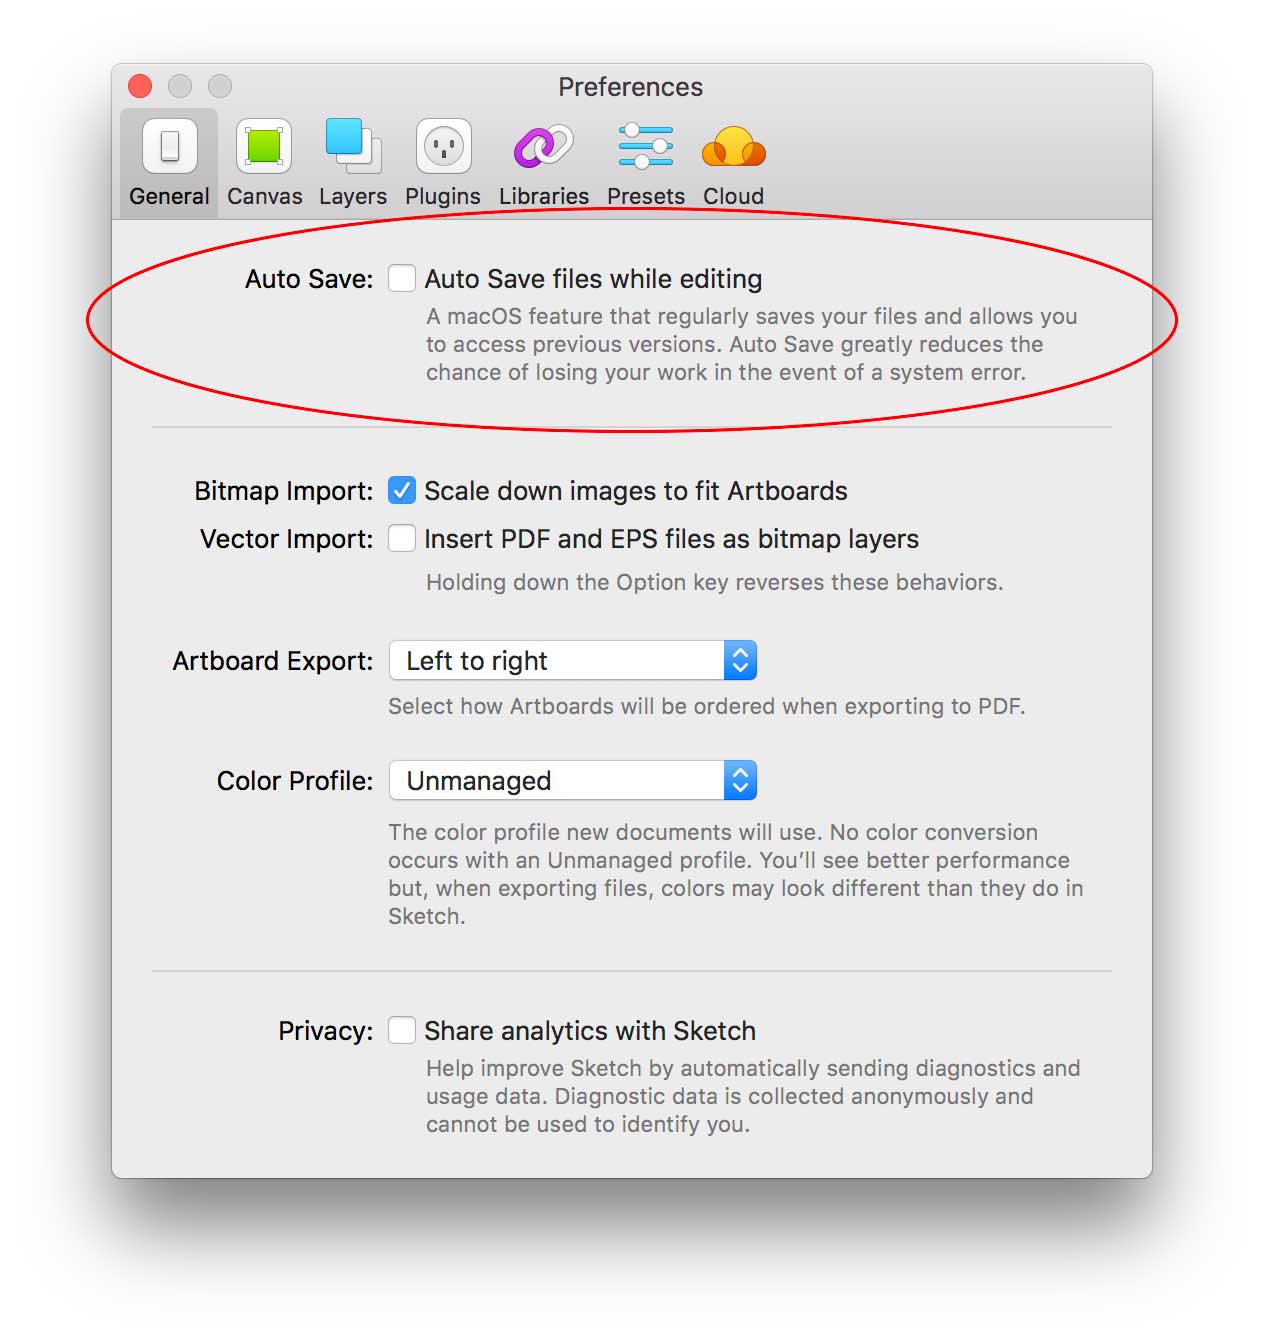 Preferences
General Canvas Layers Plugins Libraries Presets Cloud
Auto Save: Auto Save files while editing
A macOS feature that regularly saves your files and allows you
to access previous versions. Auto Save greatly reduces the
chance of losing your work in the event of a system error.
Bitmap Import: Scale down images to fit Artboards
Vector Import: Insert PDF and EPS files as bitmap layers
Holding down the Option key reverses these behaviors.
Artboard Export: Left to right
Select how Artboards will be ordered when exporting to PDF.
Color Profile: Unmanaged
The color profile new documents will use. No color conversion
occurs with an Unmanaged profile. You’ll see better performance
but, when exporting files, colors may look different than they do in
Sketch.
Privacy: Share analytics with Sketch
Help improve Sketch by automatically sending diagnostics and
usage data. Diagnostic data is collected anonymously and
cannot be used to identify you.